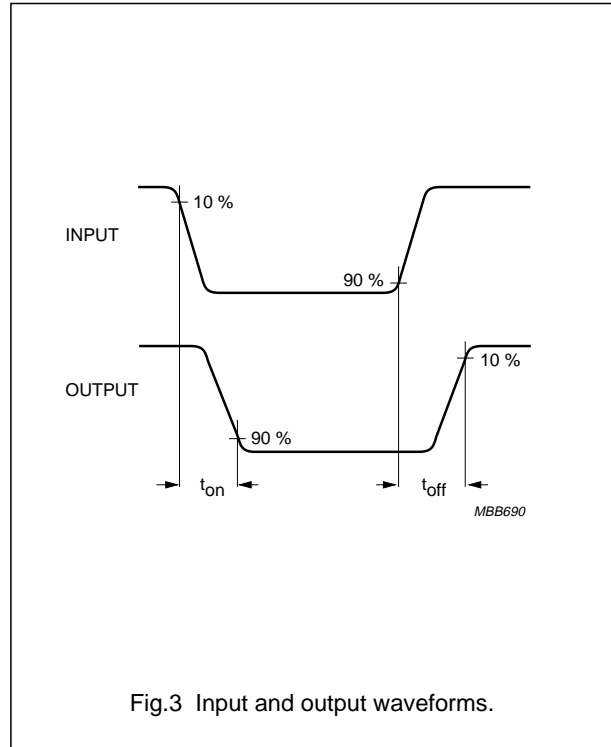 10 %
INPUT
90 %
OUTPUT
10 %
90 %
ton
toff
MBB690
Fig.3 Input and output waveforms.